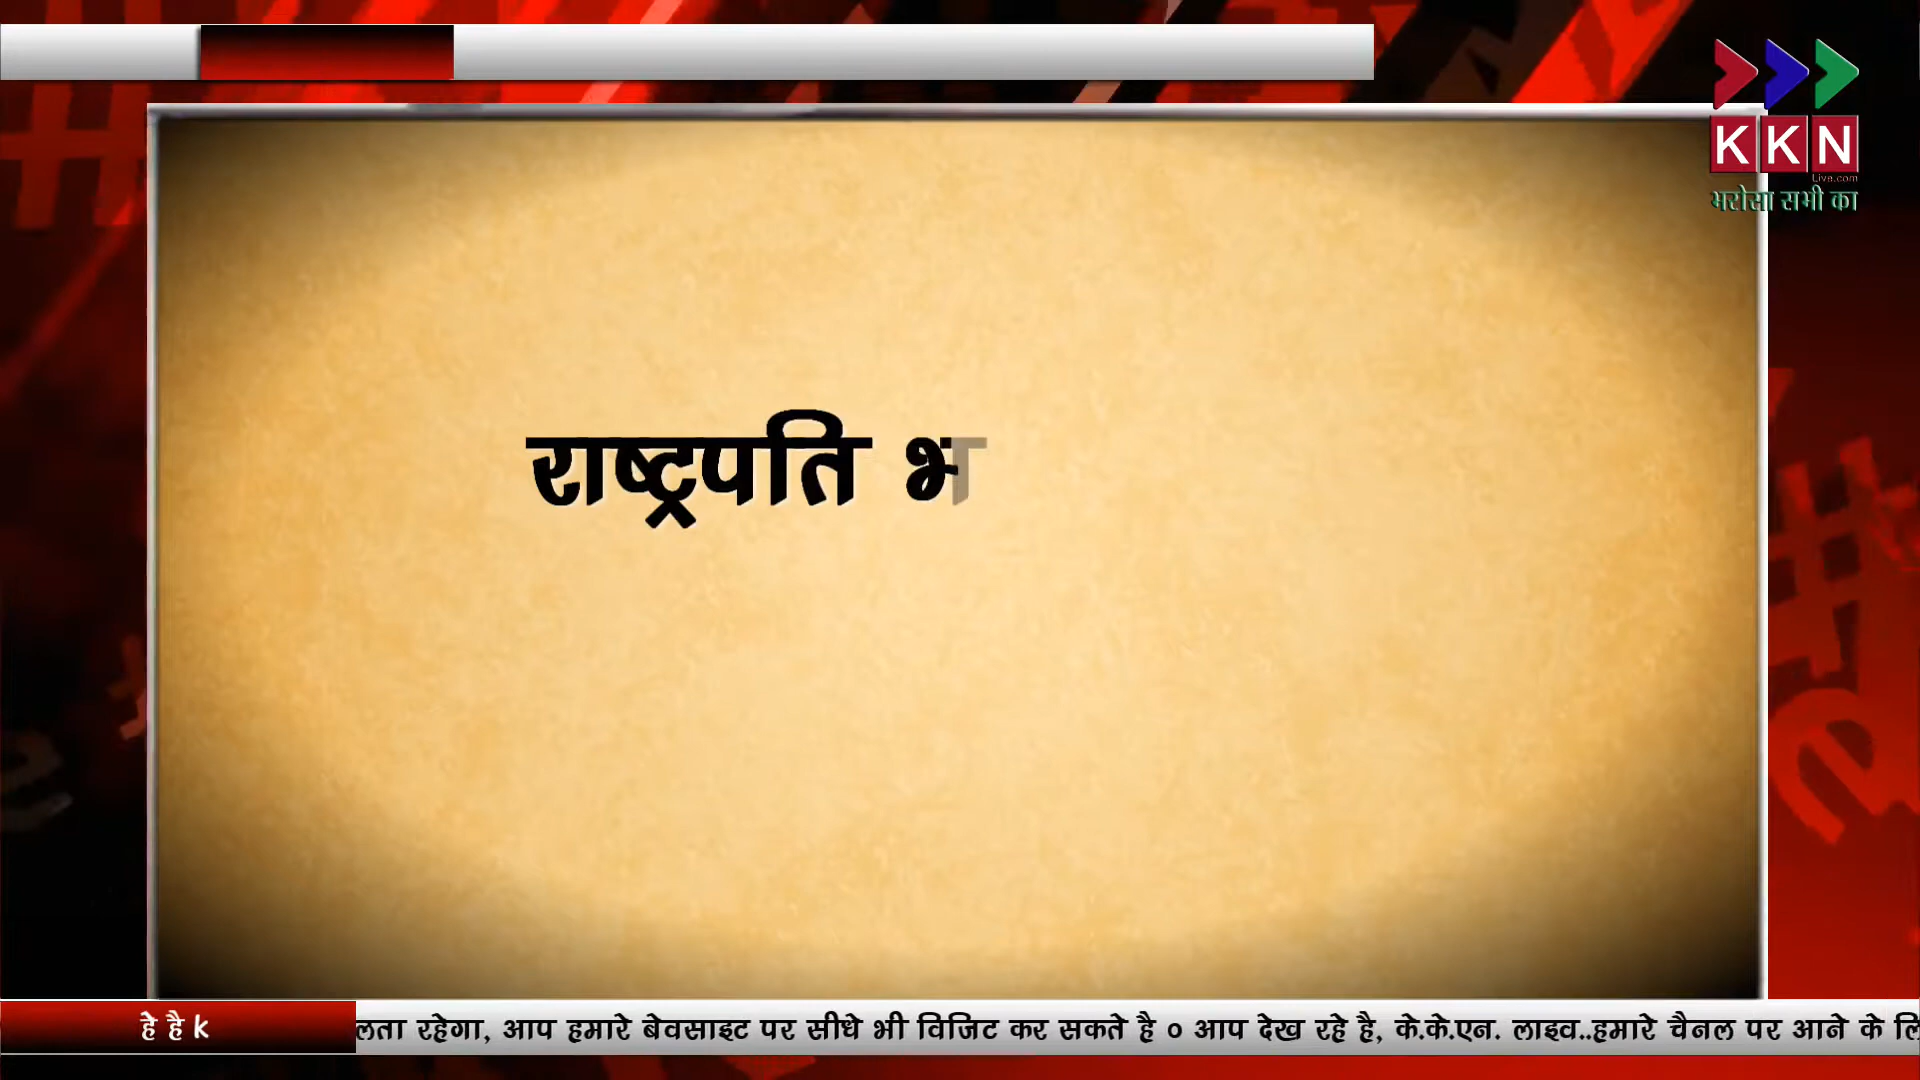 KKN
Live.com
भरोसा सभी का
राष्ट्रपति भ
हे है k
लता रहेगा, आप हमारे बेवसाइट पर सीधे भी विजिट कर सकते है ० आप देख रहे है, के.के.एन. लाइव..हमारे चैनल पर आने के लि